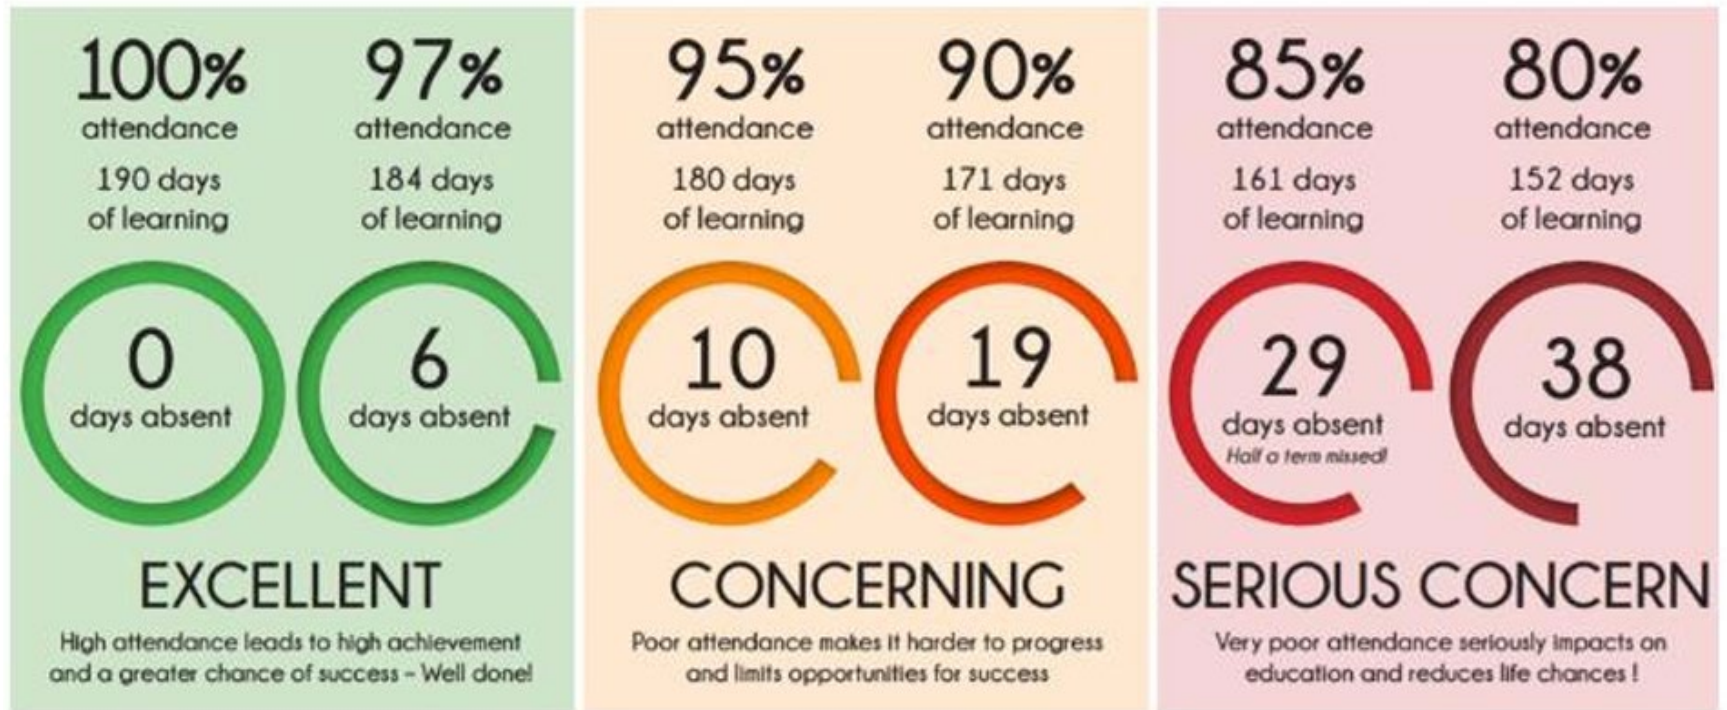 100%
attendance
190 days
of learning
0
days absent
97%
attendance
184 days
of learning
6
days absent
EXCELLENT
High attendance leads to high achievement
and a greater chance of success – Well done!
95%
attendance
180 days
of learning
10
days absent
90%
attendance
171 days
of learning
19
days absent
CONCERNING
Poor attendance makes it harder to progress
and limits opportunities for success
85%
attendance
161 days
of learning
29
days absent
Half a term missed!
80%
attendance
152 days
of learning
38
days absent
SERIOUS CONCERN
Very poor attendance seriously impacts on
education and reduces life chances !